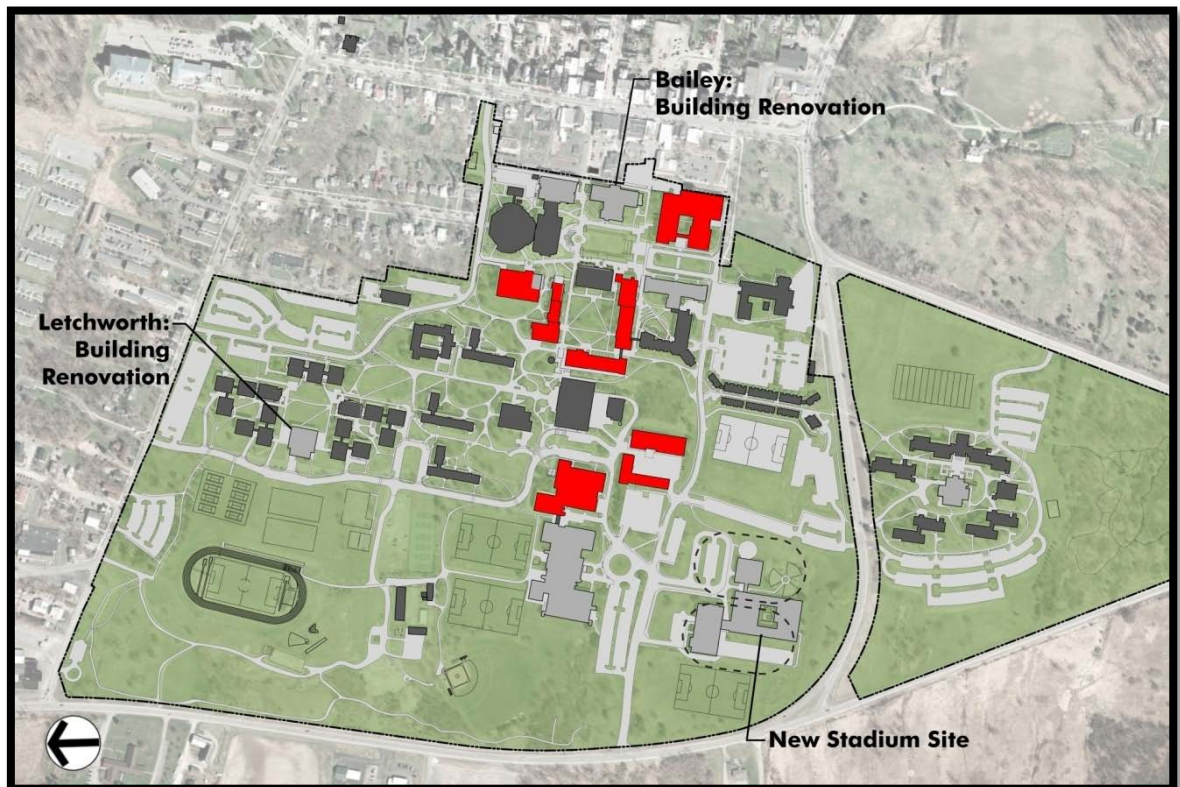 Bailey:
Building Renovation
Letchworth:
Building
Renovation
New Stadium Site